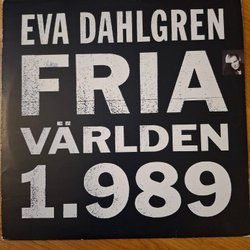 EVA DAHLGREN
FRIA
VÄRLDEN
1.989